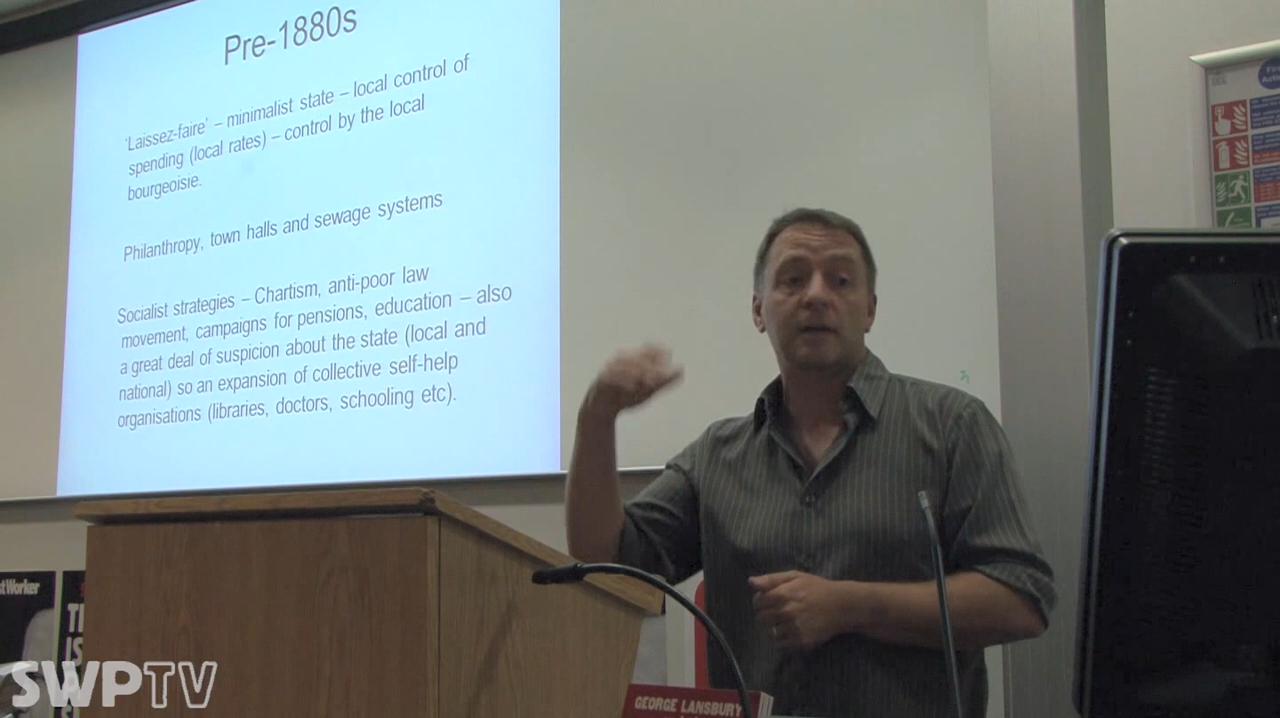 Pre-1880s
'Laissez-faire' – minimalist state – local control of
spending (local rates) – control by the local
bourgeoisie.
Philanthropy, town halls and sewage systems
Socialist strategies – Chartism, anti-poor law
movement, campaigns for pensions, education – also
a great deal of suspicion about the state (local and
national) so an expansion of collective self-help
organisations (libraries, doctors, schooling etc).
SWPTV
GEORGE LANSBURY